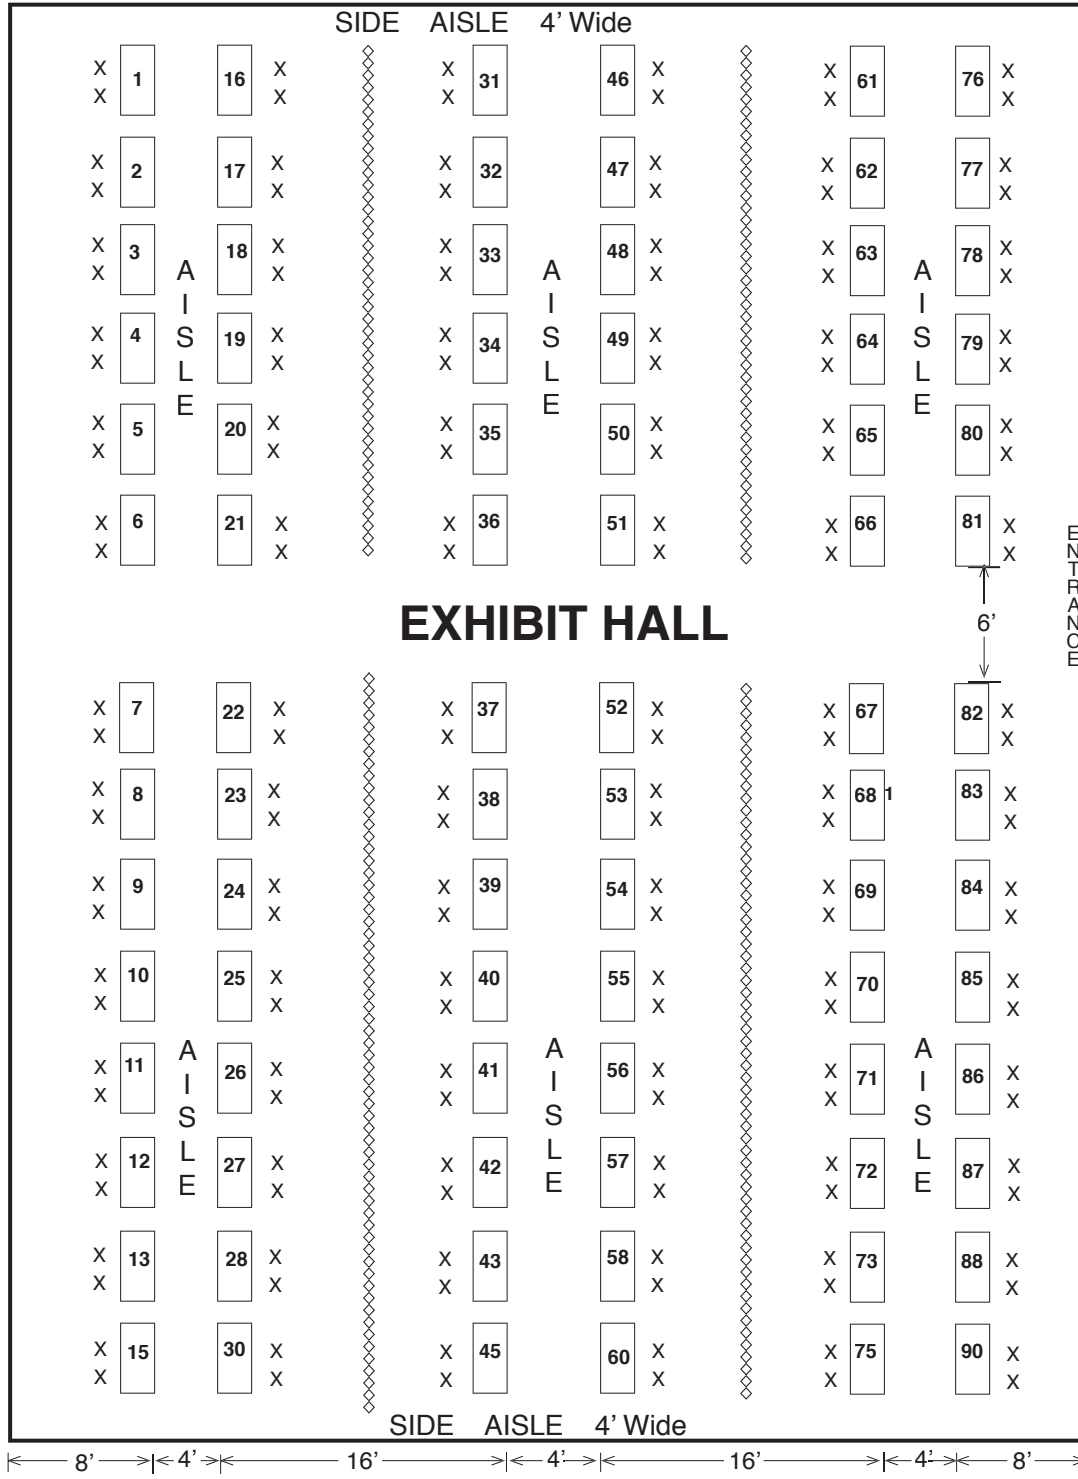 SIDE AISLE 4' Wide
X 1 16 X X 31 46 X X 61 76 X
X X X X X X
X 2 17 X X 32 47 X X 62 77 X
X X X X X X
X 3 18 X X 33 48 X X 63 78 X
X X X X X X
X 4 19 X X 34 49 X X 64 79 X
X X X X X X
X 5 20 X X 35 50 X X 65 80 X
X X X X X X
X 6 21 X X 36 51 X X 66 81 X
X X X X X X
AISLE
AISLE
AISLE
ENTRANCE
EXHIBIT HALL
6'
X 7 22 X X 37 52 X X 67 82 X
X X X X X X
X 8 23 X X 38 53 X X 68 1 83 X
X X X X X X
X 9 24 X X 39 54 X X 69 84 X
X X X X X X
X 10 25 X X 40 55 X X 70 85 X
X X X X X X
X 11 26 X X 41 56 X X 71 86 X
X X X X X X
X 12 27 X X 42 57 X X 72 87 X
X X X X X X
X 13 28 X X 43 58 X X 73 88 X
X X X X X X
X 15 30 X X 45 60 X X 75 90 X
X X X X X X
AISLE
AISLE
AISLE
SIDE AISLE 4' Wide
8' 4' 16' 4' 16' 4' 8'